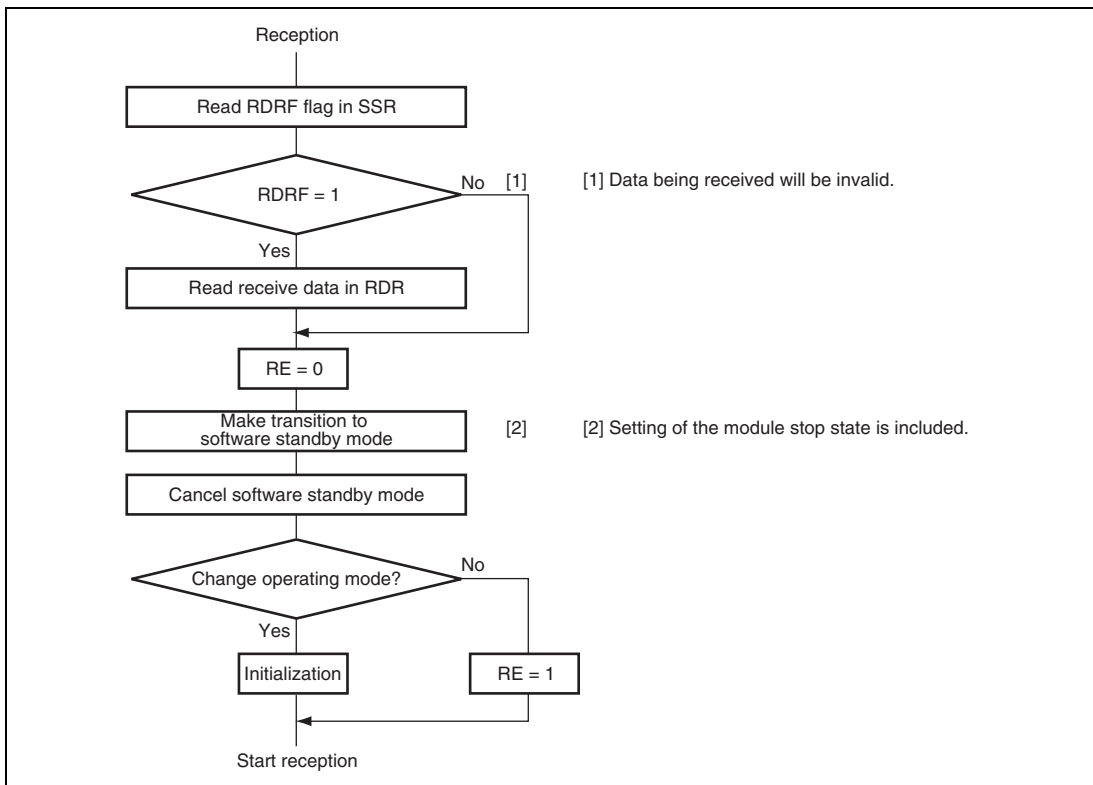 Reception
Read RDRF flag in SSR
RDRF = 1
No [1] [1] Data being received will be invalid.
Yes
Read receive data in RDR
RE = 0
Make transition to
software standby mode
[2] [2] Setting of the module stop state is included.
Cancel software standby mode
Change operating mode?
No
Yes
Initialization
RE = 1
Start reception